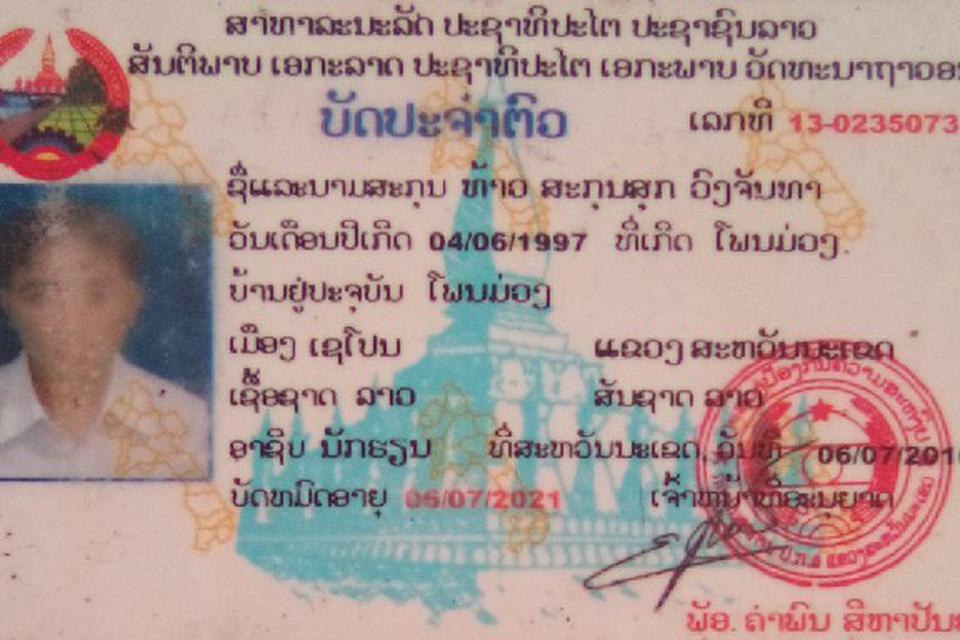 ສາທາລະນະລັດ ປະຊາທິປະໄຕ ປະຊາຊົນລາວ
ສັນຕິພາບ ເອກະລາດ ປະຊາທິປະໄຕ ເອກະພາບ ວັດທະນາຖາວອນ
ບັດປະຈຳຕົວ ເລກທີ 13-0235073
ຊື່ແລະນາມສະກຸນ ທ້າວ ສະກຸນສຸກ ວົງຈັນທາ
ວັນເດືອນປີເກີດ 04/06/1997 ທີ່ເກີດ ໂພນມ່ວງ.
ບ້ານຢູ່ປະຈຸບັນ ໂພນມ່ວງ
ເມືອງ ເຊໂປນ ແຂວງ ສະຫວັນນະເຂດ
ເຊື້ອຊາດ ລາວ ສັນຊາດ ລາວ
ອາຊີບ ນັກຮຽນ ທີ່ສະຫວັນນະເຂດ, ວັນທີ 06/07/201
ບັດຫມົດອາຍຸ 06/07/2021 ເຈົ້າຫນ້າທີ່ອະນຸຍາດ
ພັອ. ຄຳພົນ ສີຫາປັນຍ